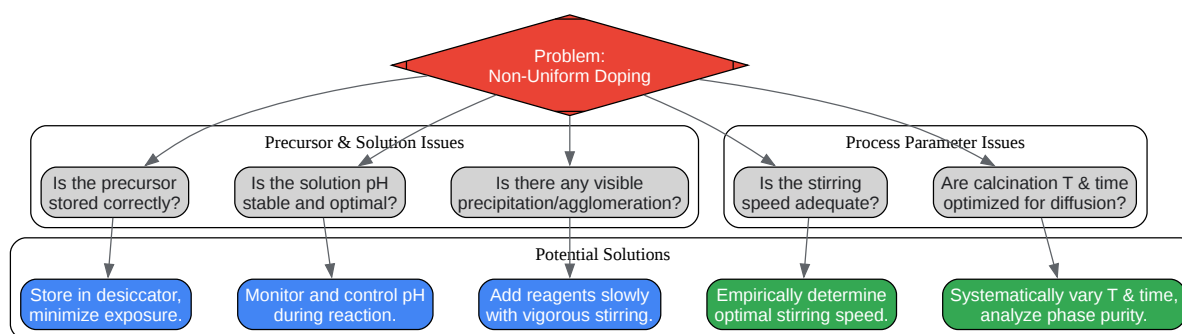 Problem:
Non-Uniform Doping
Precursor & Solution Issues
Process Parameter Issues
Is the precursor
stored correctly?
Is the solution pH
stable and optimal?
Is there any visible
precipitation/agglomeration?
Is the stirring
speed adequate?
Are calcination T & time
optimized for diffusion?
Potential Solutions
Store in desiccator,
minimize exposure.
Monitor and control pH
during reaction.
Add reagents slowly
with vigorous stirring.
Empirically determine
optimal stirring speed.
Systematically vary T & time,
analyze phase purity.